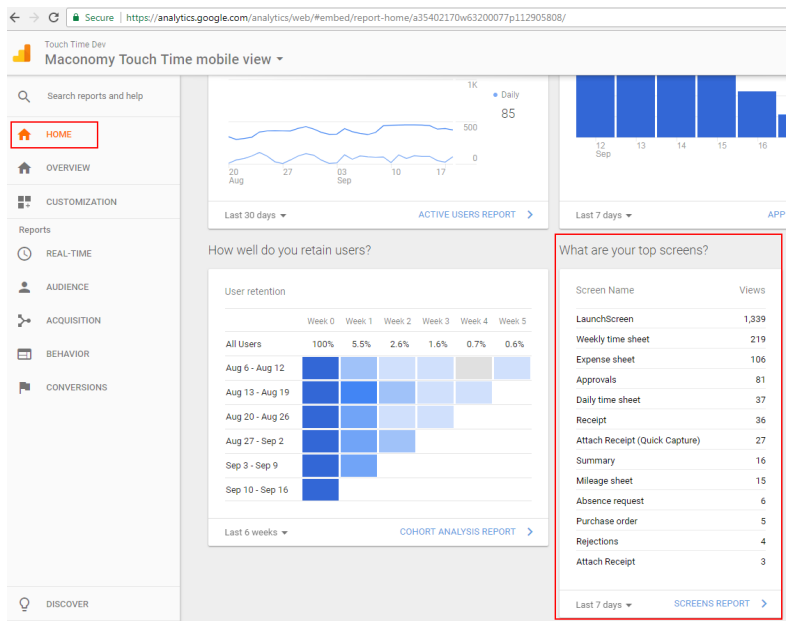 Secure | https://analytics.google.com/analytics/web/#embed/report-home/a35402170w63200077p112905808/
Touch Time Dev
Maconomy Touch Time mobile view
Search reports and help
HOME
OVERVIEW
CUSTOMIZATION
Reports
REAL-TIME
AUDIENCE
ACQUISITION
BEHAVIOR
CONVERSIONS
DISCOVER
1K
500
0
Daily
85
20 Aug
27
03 Sep
10
17
Last 30 days
ACTIVE USERS REPORT
12 Sep
13
14
15
16
Last 7 days
APP
How well do you retain users?
User retention
Week 0 Week 1 Week 2 Week 3 Week 4 Week 5
All Users 100% 5.5% 2.6% 1.6% 0.7% 0.6%
Aug 6 - Aug 12
Aug 13 - Aug 19
Aug 20 - Aug 26
Aug 27 - Sep 2
Sep 3 - Sep 9
Sep 10 - Sep 16
Last 6 weeks
COHORT ANALYSIS REPORT
What are your top screens?
Screen Name Views
LaunchScreen 1,339
Weekly time sheet 219
Expense sheet 106
Approvals 81
Daily time sheet 37
Receipt 36
Attach Receipt (Quick Capture) 27
Summary 16
Mileage sheet 15
Absence request 6
Purchase order 5
Rejections 4
Attach Receipt 3
Last 7 days
SCREENS REPORT